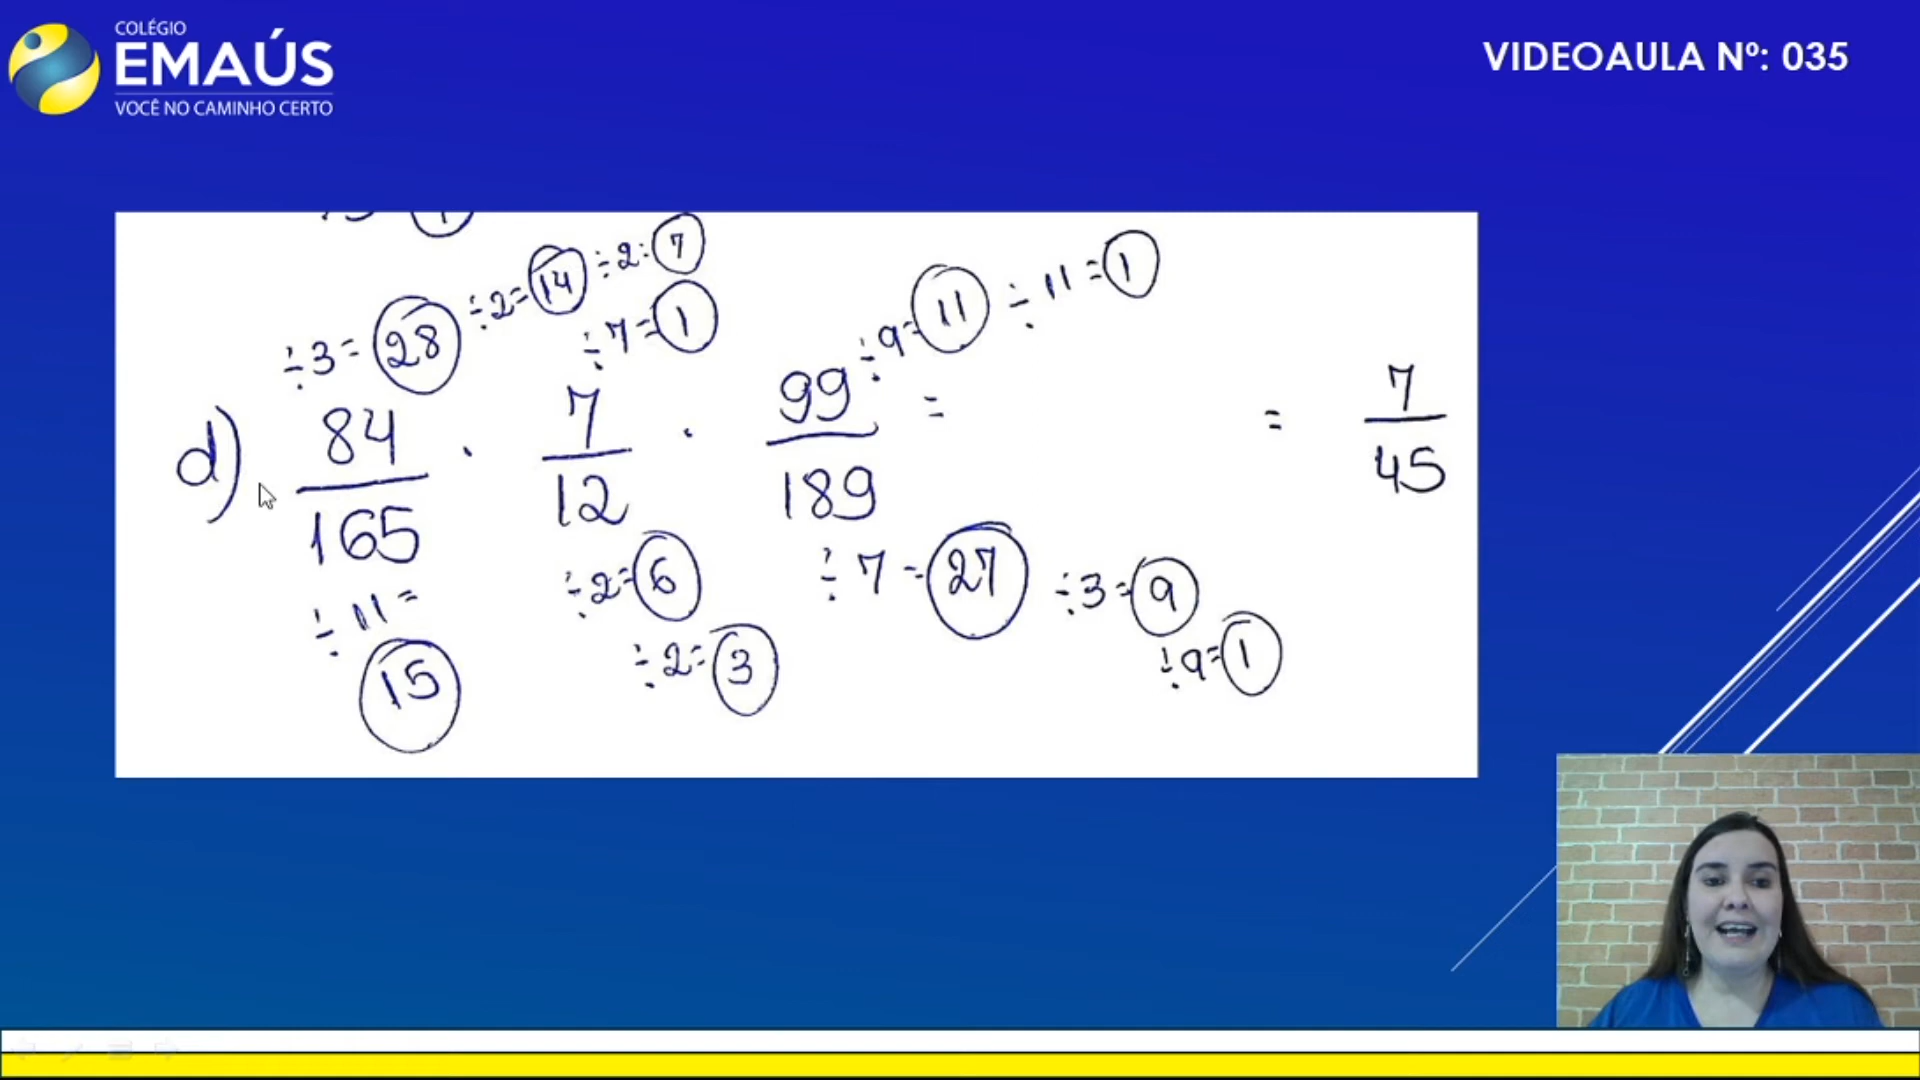 COLÉGIO
EMAÚS
VOCÊ NO CAMINHO CERTO
VIDEOAULA Nº: 035
÷3 = 28 ÷2 = 14 ÷2 = 7
÷7 = 1
÷9 = 11 ÷ 11 = 1
d) 84/165 . 7/12 . 99/189 = = 7/45
÷11 =
15
÷2 = 6
÷2 = 3
÷7 = 27 ÷3 = 9
÷9 = 1